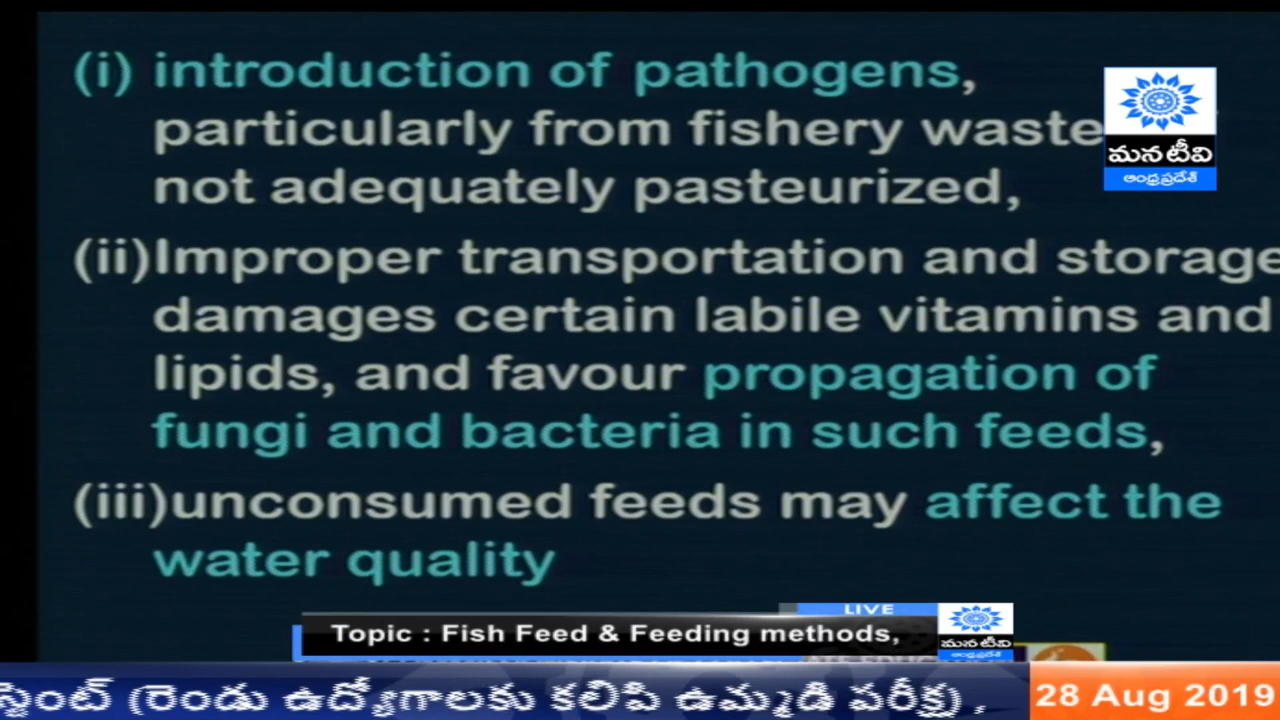 (i) introduction of pathogens,
particularly from fishery waste
not adequately pasteurized,
(ii)Improper transportation and storage
damages certain labile vitamins and
lipids, and favour propagation of
fungi and bacteria in such feeds,
(iii)unconsumed feeds may affect the
water quality
మన టీవి
ఆంధ్రప్రదేశ్
LIVE
Topic : Fish Feed & Feeding methods,
మన టీవి
ఆంధ్రప్రదేశ్
స్టెంట్ (రెండు ఉద్యోగాలకు కలిపి ఉమ్మడి పరీక్ష),
28 Aug 2019